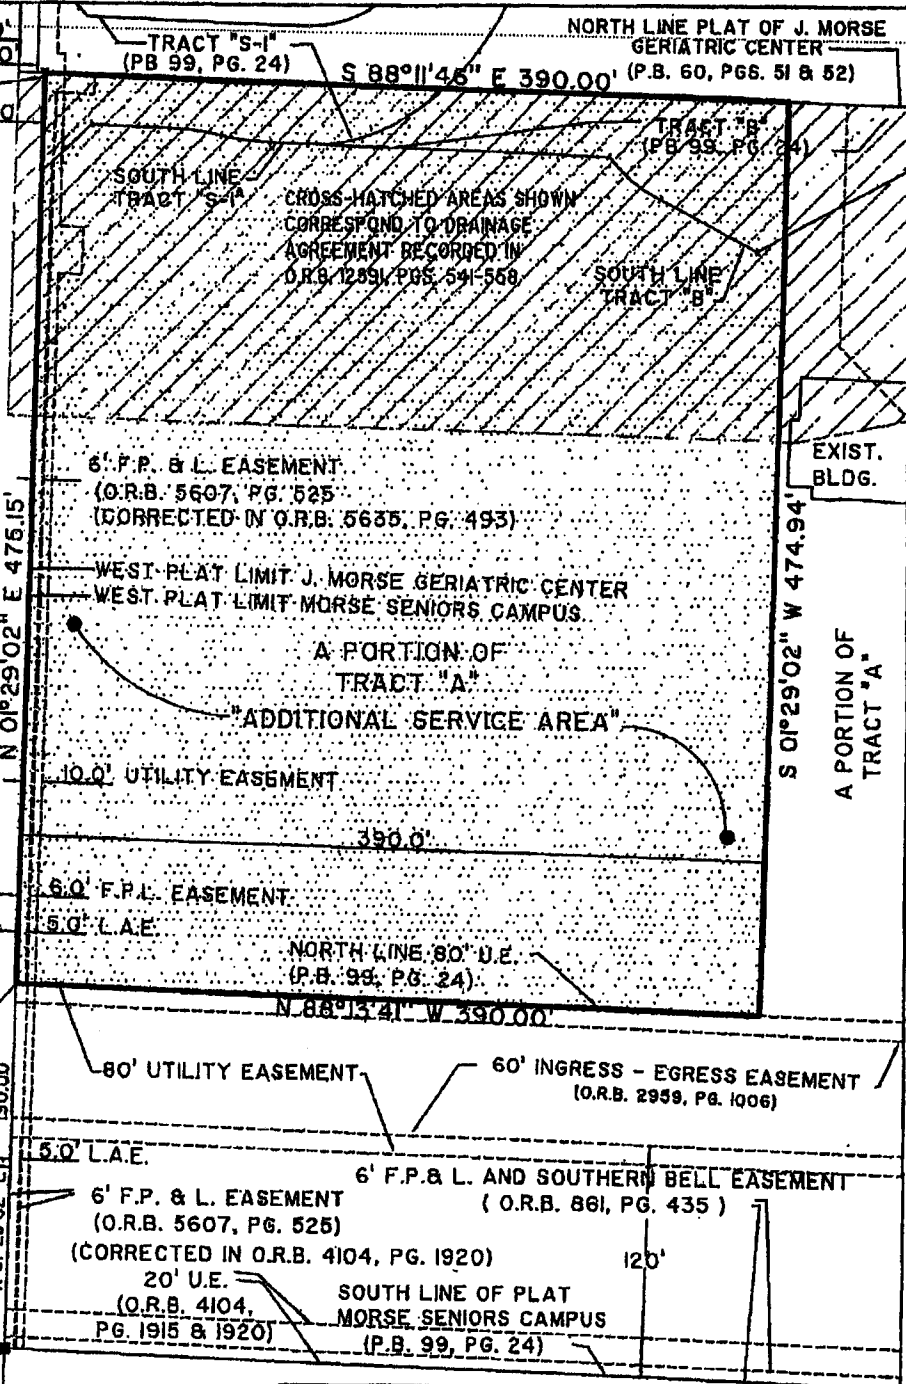 NORTH LINE PLAT OF J. MORSE
GERIATRIC CENTER
(P.B. 60, PGS. 51 & 52)
TRACT "S-1"
(PB 99, PG. 24)
S 88°11'46" E 390.00'
TRACT "B"
(PB 99, PG. 24)
SOUTH LINE
TRACT "S-1"
CROSS-HATCHED AREAS SHOWN
CORRESPOND TO DRAINAGE
AGREEMENT RECORDED IN
O.R.B. 12391, PGS. 541-558
SOUTH LINE
TRACT "B"
6' F.P. & L. EASEMENT
(O.R.B. 5607, PG. 525
(CORRECTED IN O.R.B. 5635, PG. 493)
EXIST.
BLDG.
WEST PLAT LIMIT J. MORSE GERIATRIC CENTER
WEST PLAT LIMIT MORSE SENIORS CAMPUS
N 01°29'02" E 475.15'
S 01°29'02" W 474.94'
A PORTION OF
TRACT "A"
A PORTION OF
TRACT "A"
"ADDITIONAL SERVICE AREA"
10.0' UTILITY EASEMENT
390.0'
6.0' F.P.L. EASEMENT
5.0' L.A.E.
NORTH LINE 80' U.E.
(P.B. 99, PG. 24)
N 88°13'41" W 390.00'
80' UTILITY EASEMENT
60' INGRESS - EGRESS EASEMENT
(O.R.B. 2959, PG. 1006)
5.0' L.A.E.
6' F.P.& L. AND SOUTHERN BELL EASEMENT
( O.R.B. 861, PG. 435 )
6' F.P. & L. EASEMENT
(O.R.B. 5607, PG. 525)
(CORRECTED IN O.R.B. 4104, PG. 1920)
120'
20' U.E.
(O.R.B. 4104,
PG. 1915 & 1920)
SOUTH LINE OF PLAT
MORSE SENIORS CAMPUS
(P.B. 99, PG. 24)